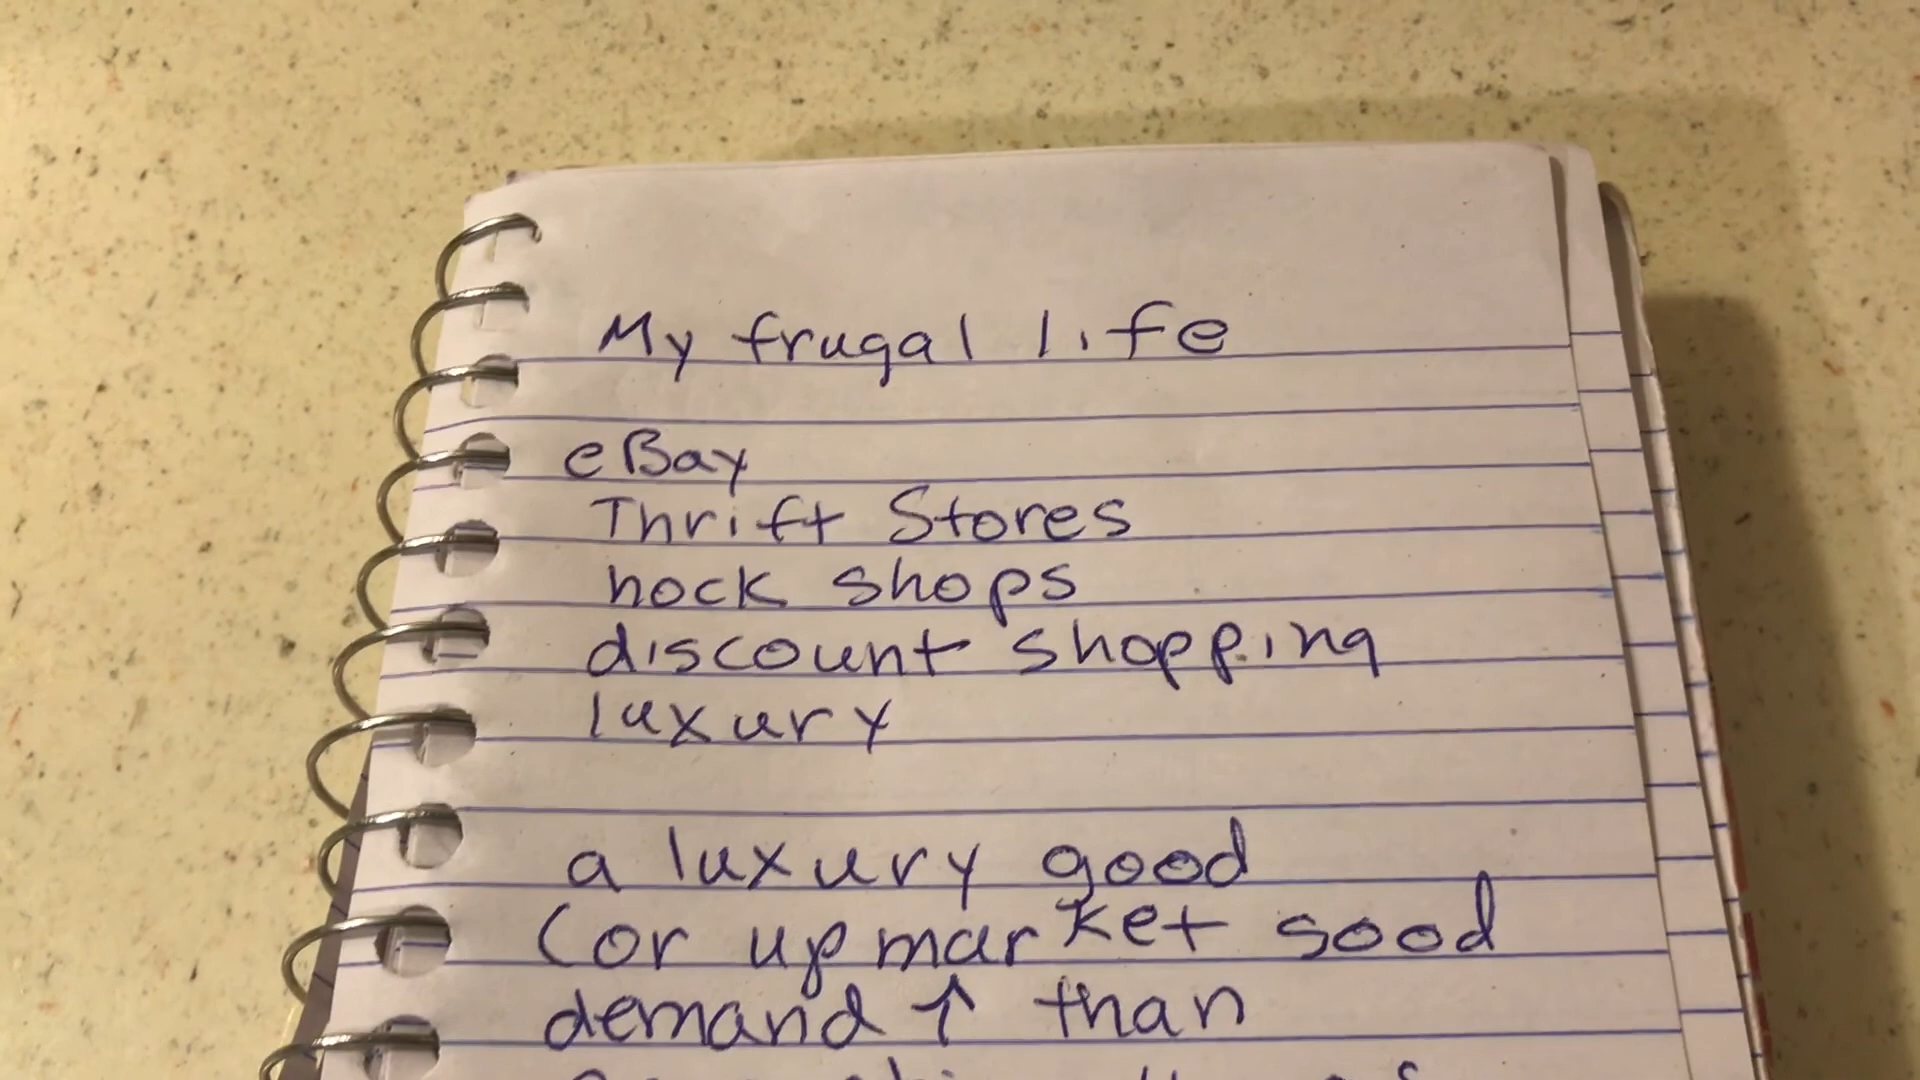 My frugal life
eBay
Thrift Stores
hock shops
discount shopping
luxury
a luxury good
(or upmarket good
demand ↑ than